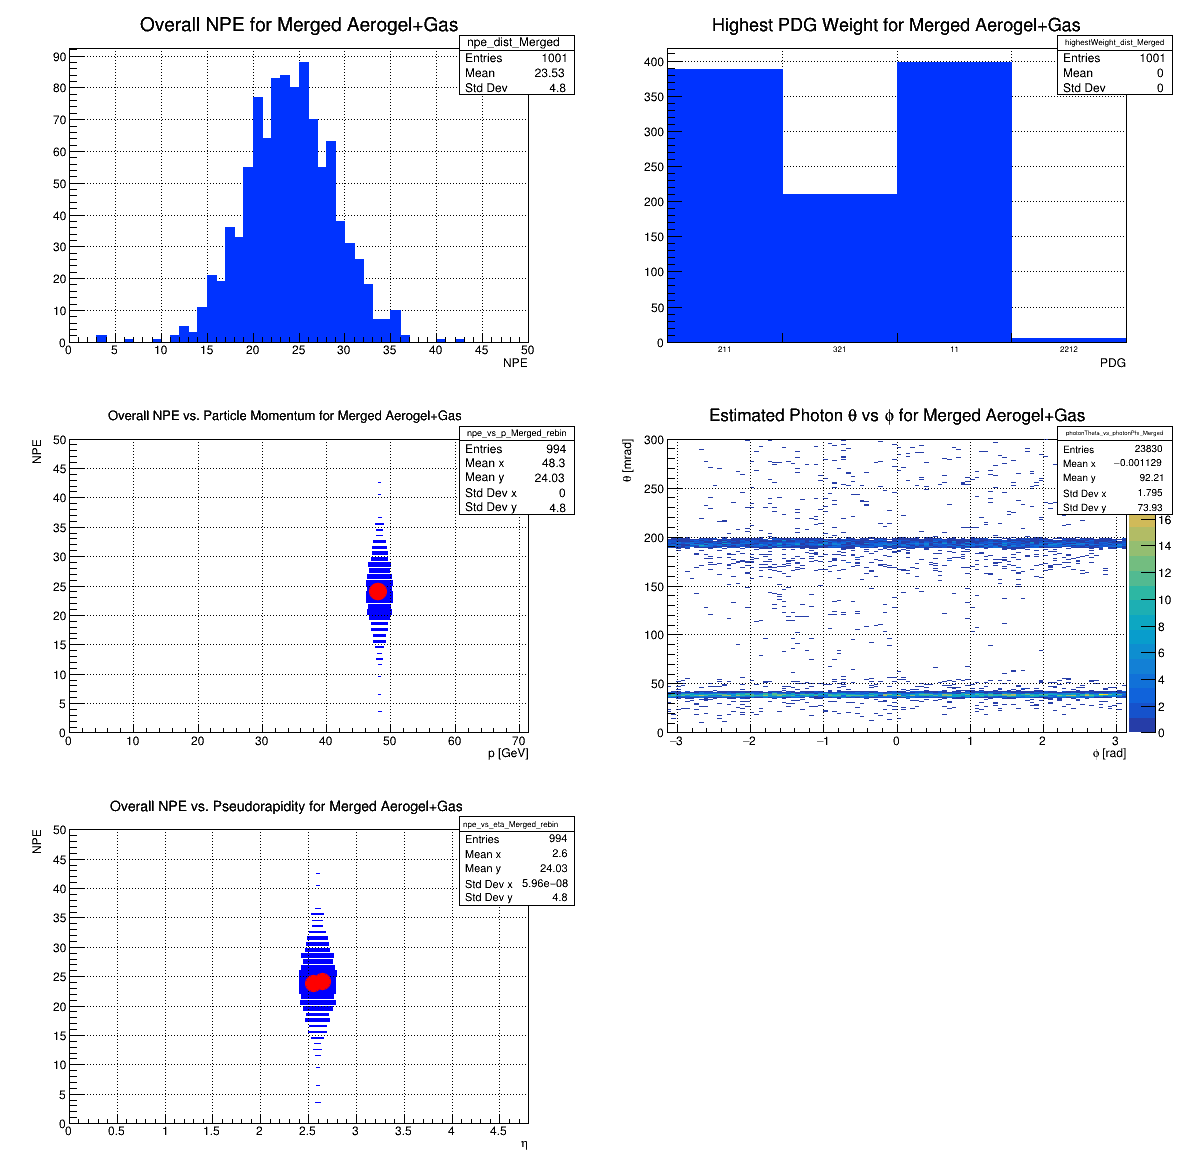 Overall NPE for Merged Aerogel+Gas
npe_dist_Merged
Entries 1001
Mean 23.53
Std Dev 4.8
90
80
70
60
50
40
30
20
10
0
0 5 10 15 20 25 30 35 40 45 50
NPE
Highest PDG Weight for Merged Aerogel+Gas
highestWeight_dist_Merged
Entries 1001
Mean 0
Std Dev 0
400
350
300
250
200
150
100
50
0
211 321 11 2212
PDG
Overall NPE vs. Particle Momentum for Merged Aerogel+Gas
npe_vs_p_Merged_rebin
Entries 994
Mean x 48.3
Mean y 24.03
Std Dev x 0
Std Dev y 4.8
NPE
50
45
40
35
30
25
20
15
10
5
0
0 10 20 30 40 50 60 70
p [GeV]
Estimated Photon θ vs ϕ for Merged Aerogel+Gas
photonTheta_vs_photonPhi_Merged
Entries 23830
Mean x −0.001129
Mean y 92.21
Std Dev x 1.795
Std Dev y 73.93
θ [mrad]
300
250
200
150
100
50
0
−3 −2 −1 0 1 2 3
ϕ [rad]
16
14
12
10
8
6
4
2
0
Overall NPE vs. Pseudorapidity for Merged Aerogel+Gas
npe_vs_eta_Merged_rebin
Entries 994
Mean x 2.6
Mean y 24.03
Std Dev x 5.96e−08
Std Dev y 4.8
NPE
50
45
40
35
30
25
20
15
10
5
0
0 0.5 1 1.5 2 2.5 3 3.5 4 4.5
η